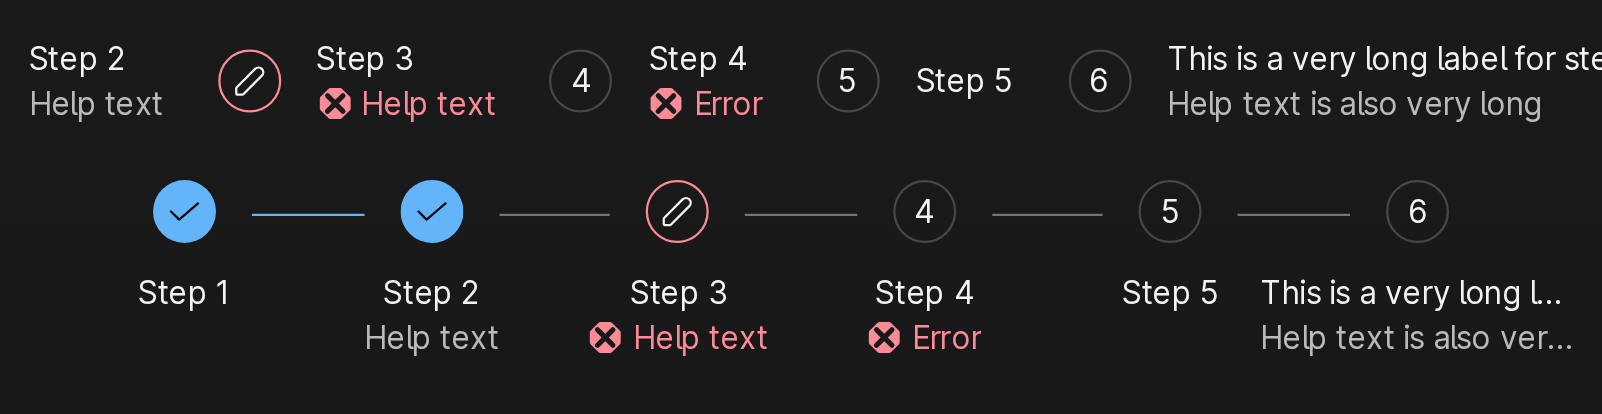 Step 2 Step 3 4 Step 4 5 Step 5 6 This is a very long label for ste
Help text Help text Error Help text is also very long
4 5 6
Step 1 Step 2 Step 3 Step 4 Step 5 This is a very long l...
Help text Help text Error Help text is also ver...